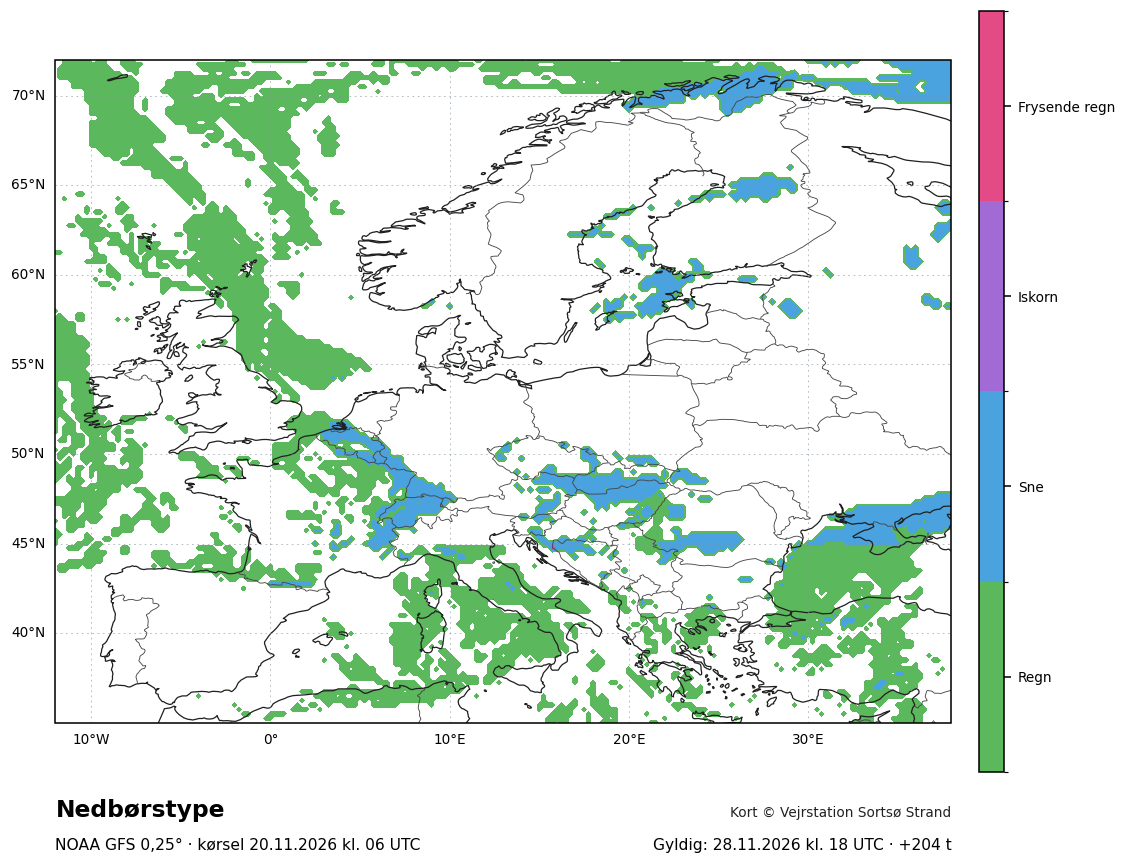 Frysende regn
Iskorn
Sne
Regn
70°N
65°N
60°N
55°N
50°N
45°N
40°N
10°W
0°
10°E
20°E
30°E
Nedbørstype
Kort © Vejrstation Sortsø Strand
NOAA GFS 0,25° · kørsel 20.11.2026 kl. 06 UTC
Gyldig: 28.11.2026 kl. 18 UTC · +204 t